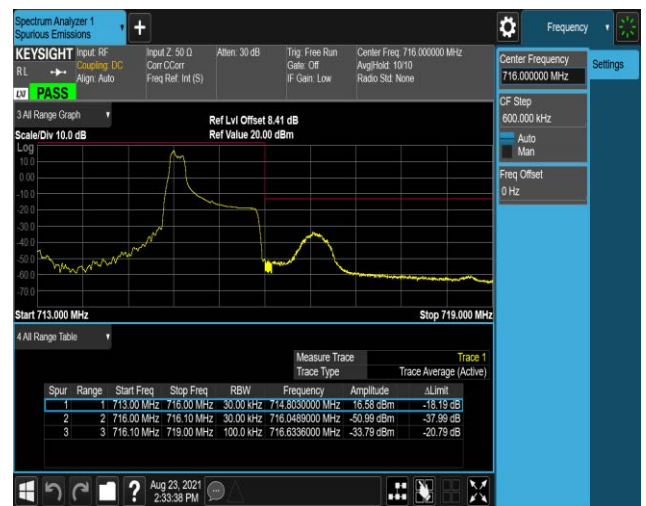 Spectrum Analyzer 1
Spurious Emissions
+
Frequency
KEYSIGHT
RL
LXI
PASS
Input: RF
Coupling: DC
Align: Auto
Input Z: 50 Ω
Corr CCorr
Freq Ref: Int (S)
Atten: 30 dB
Trig: Free Run
Gate: Off
IF Gain: Low
Center Freq: 716.000000 MHz
Avg|Hold: 10/10
Radio Std: None
Center Frequency
716.000000 MHz
Settings
CF Step
600.000 kHz
Auto
Man
Freq Offset
0 Hz
3 All Range Graph
Scale/Div 10.0 dB
Ref Lvl Offset 8.41 dB
Ref Value 20.00 dBm
Log
10.0
0.00
-10.0
-20.0
-30.0
-40.0
-50.0
-60.0
-70.0
Start 713.000 MHz
Stop 719.000 MHz
4 All Range Table
Measure Trace Trace 1
Trace Type Trace Average (Active)
Spur Range Start Freq Stop Freq RBW Frequency Amplitude ΔLimit
1 1 713.00 MHz 716.00 MHz 30.00 kHz 714.8030000 MHz 16.58 dBm -18.19 dB
2 2 716.00 MHz 716.10 MHz 30.00 kHz 716.0489000 MHz -50.99 dBm -37.99 dB
3 3 716.10 MHz 719.00 MHz 100.0 kHz 716.6336000 MHz -33.79 dBm -20.79 dB
?
Aug 23, 2021
2:33:38 PM